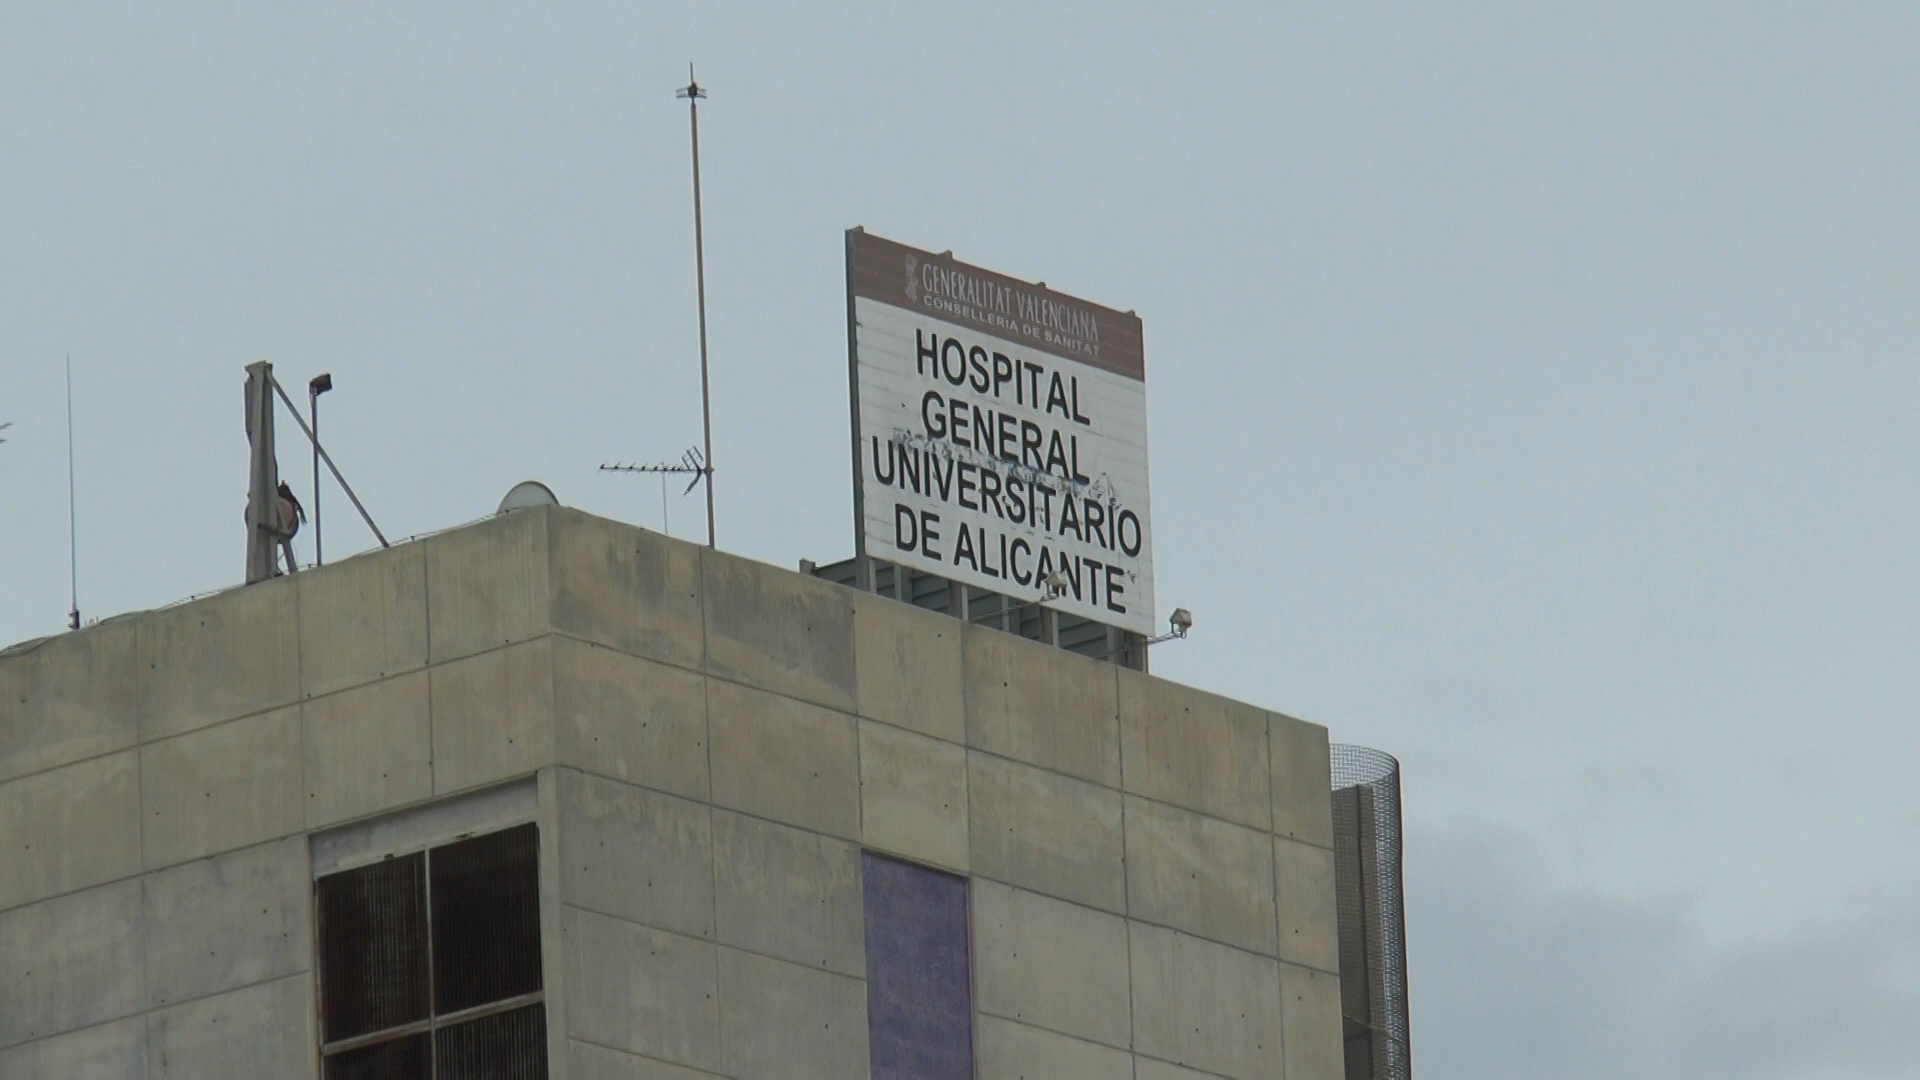 GENERALITAT VALENCIANA
CONSELLERIA DE SANITAT
HOSPITAL
GENERAL
UNIVERSITARIO
DE ALICANTE